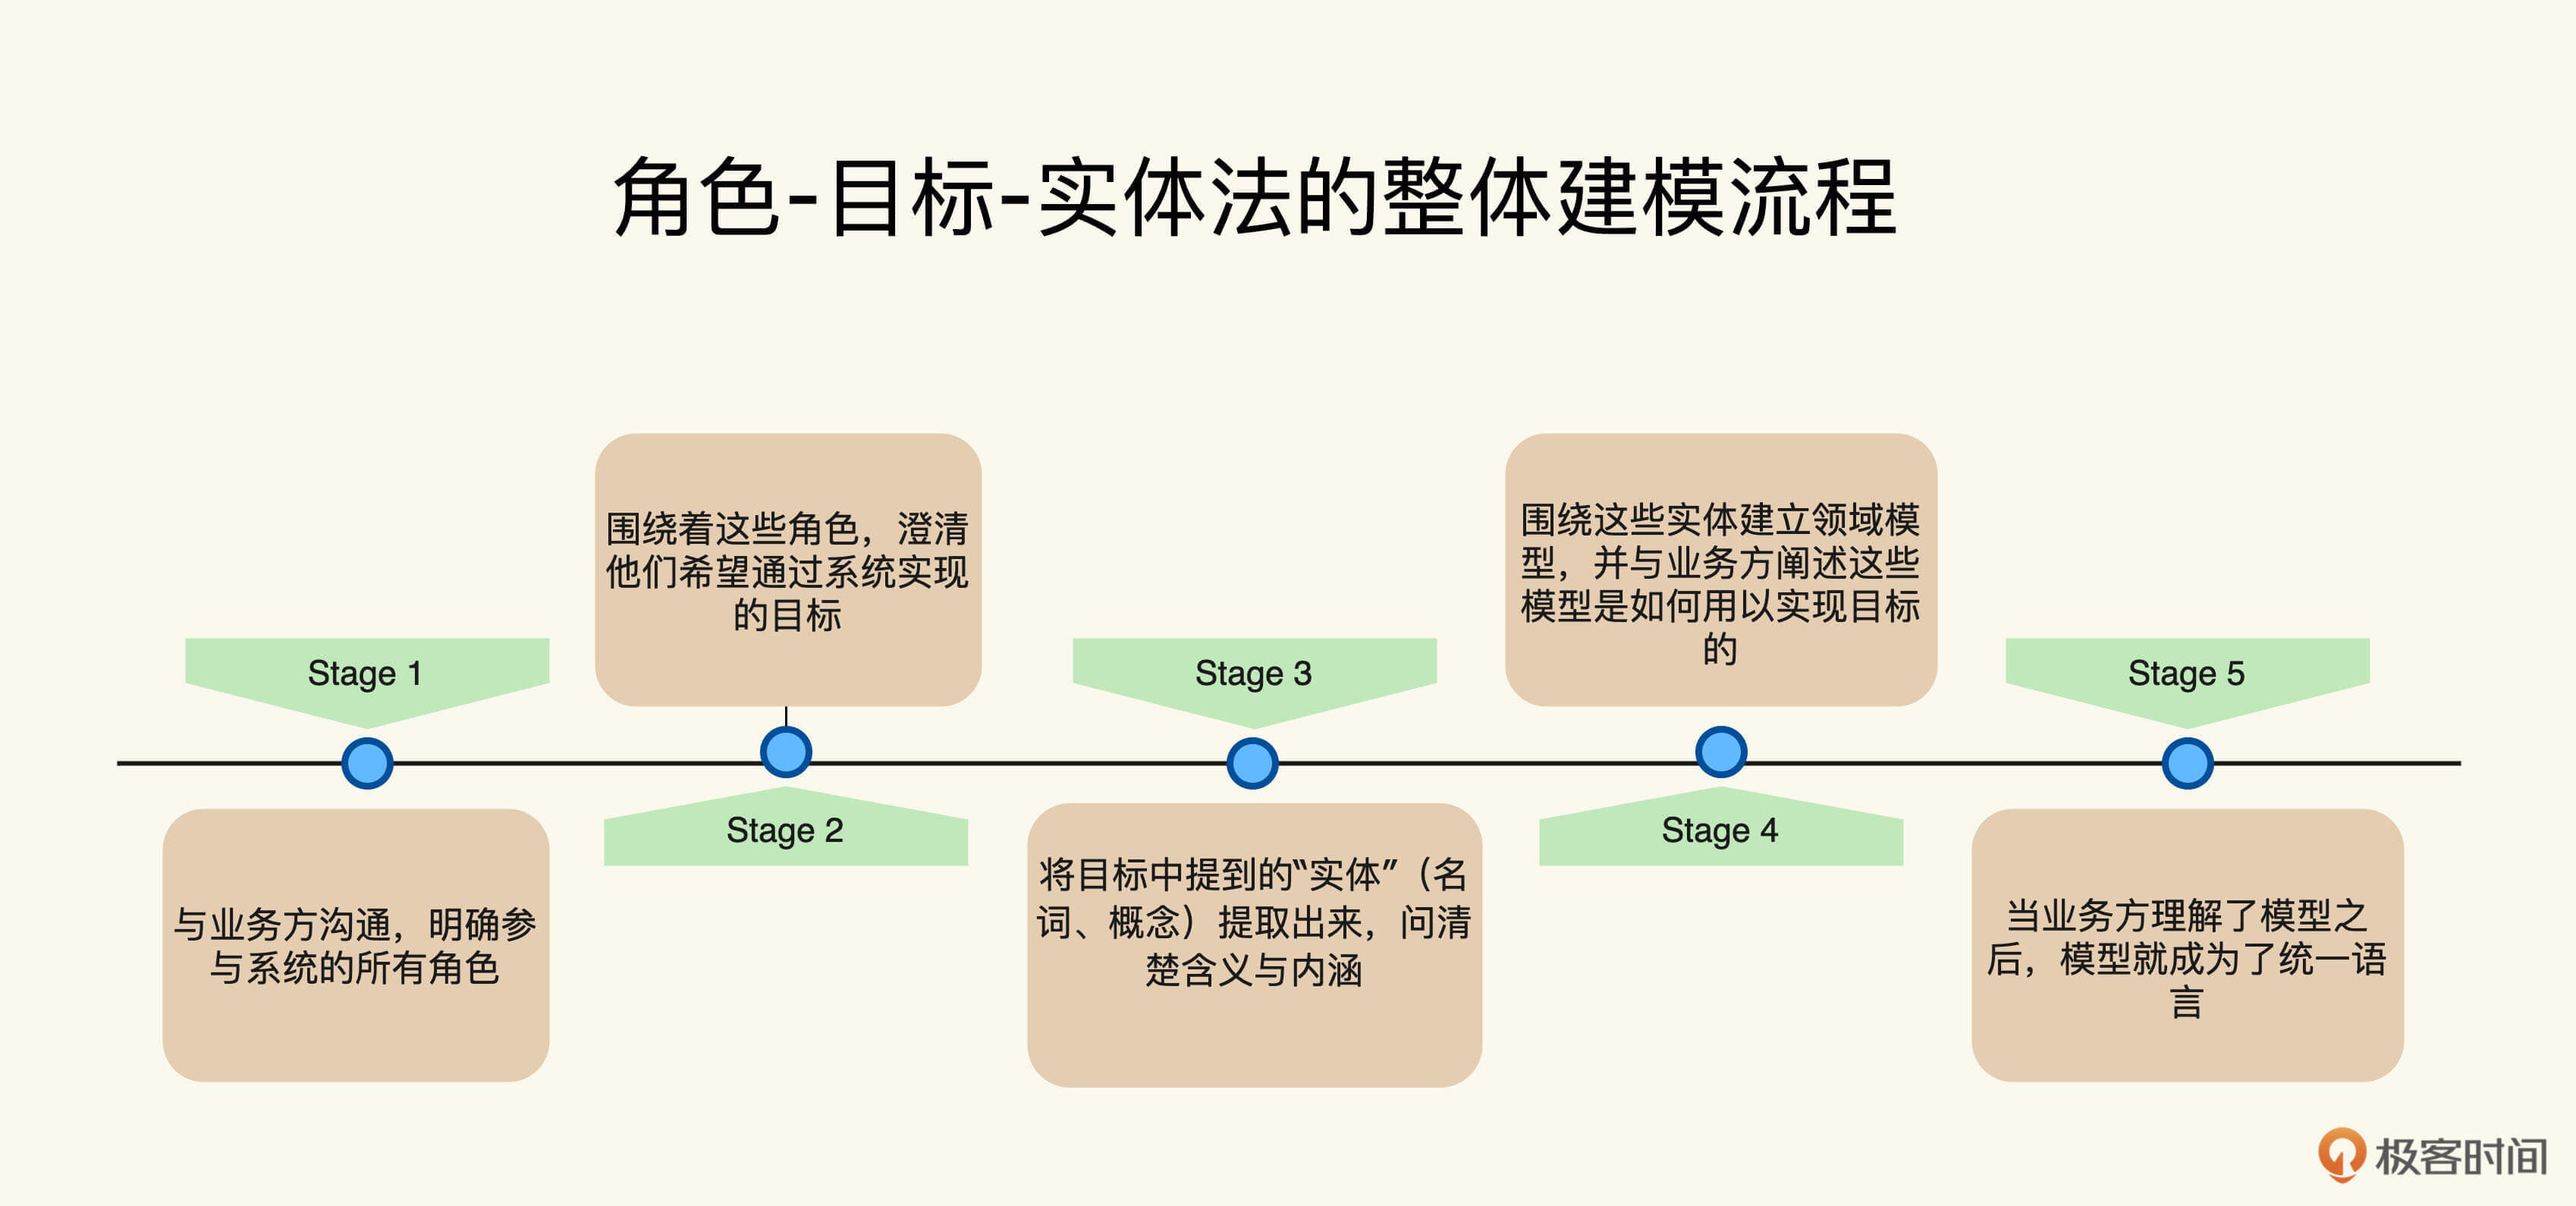 角色-目标-实体法的整体建模流程
Stage 1
与业务方沟通，明确参
与系统的所有角色
围绕着这些角色，澄清
他们希望通过系统实现
的目标
Stage 2
Stage 3
将目标中提到的“实体”（名
词、概念）提取出来，问清
楚含义与内涵
围绕这些实体建立领域模
型，并与业务方阐述这些
模型是如何用以实现目标
的
Stage 4
Stage 5
当业务方理解了模型之
后，模型就成为了统一语
言
极客时间